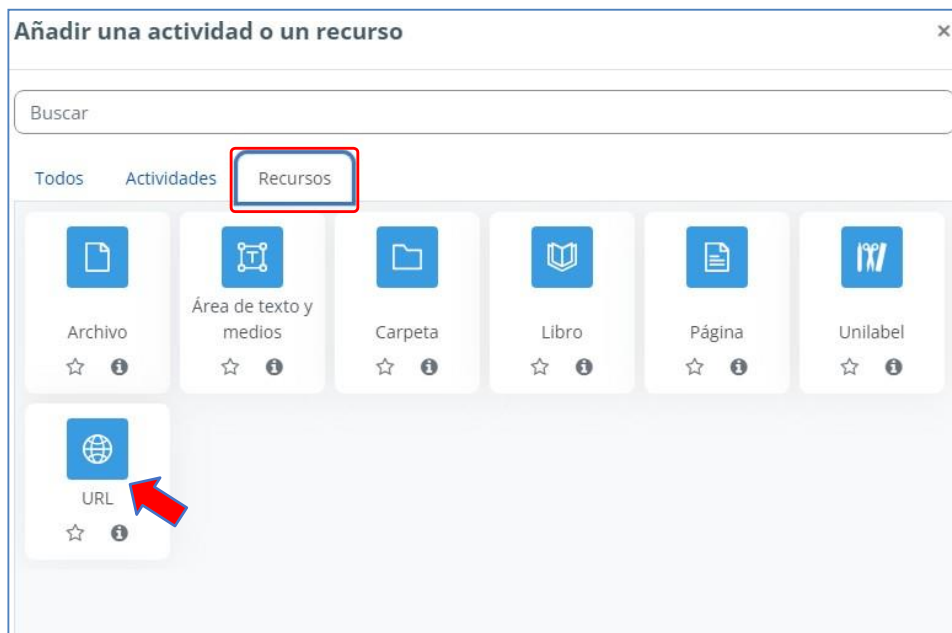 Añadir una actividad o un recurso
×
Buscar
Todos Actividades Recursos
Archivo
Área de texto y
medios
Carpeta
Libro
Página
Unilabel
URL